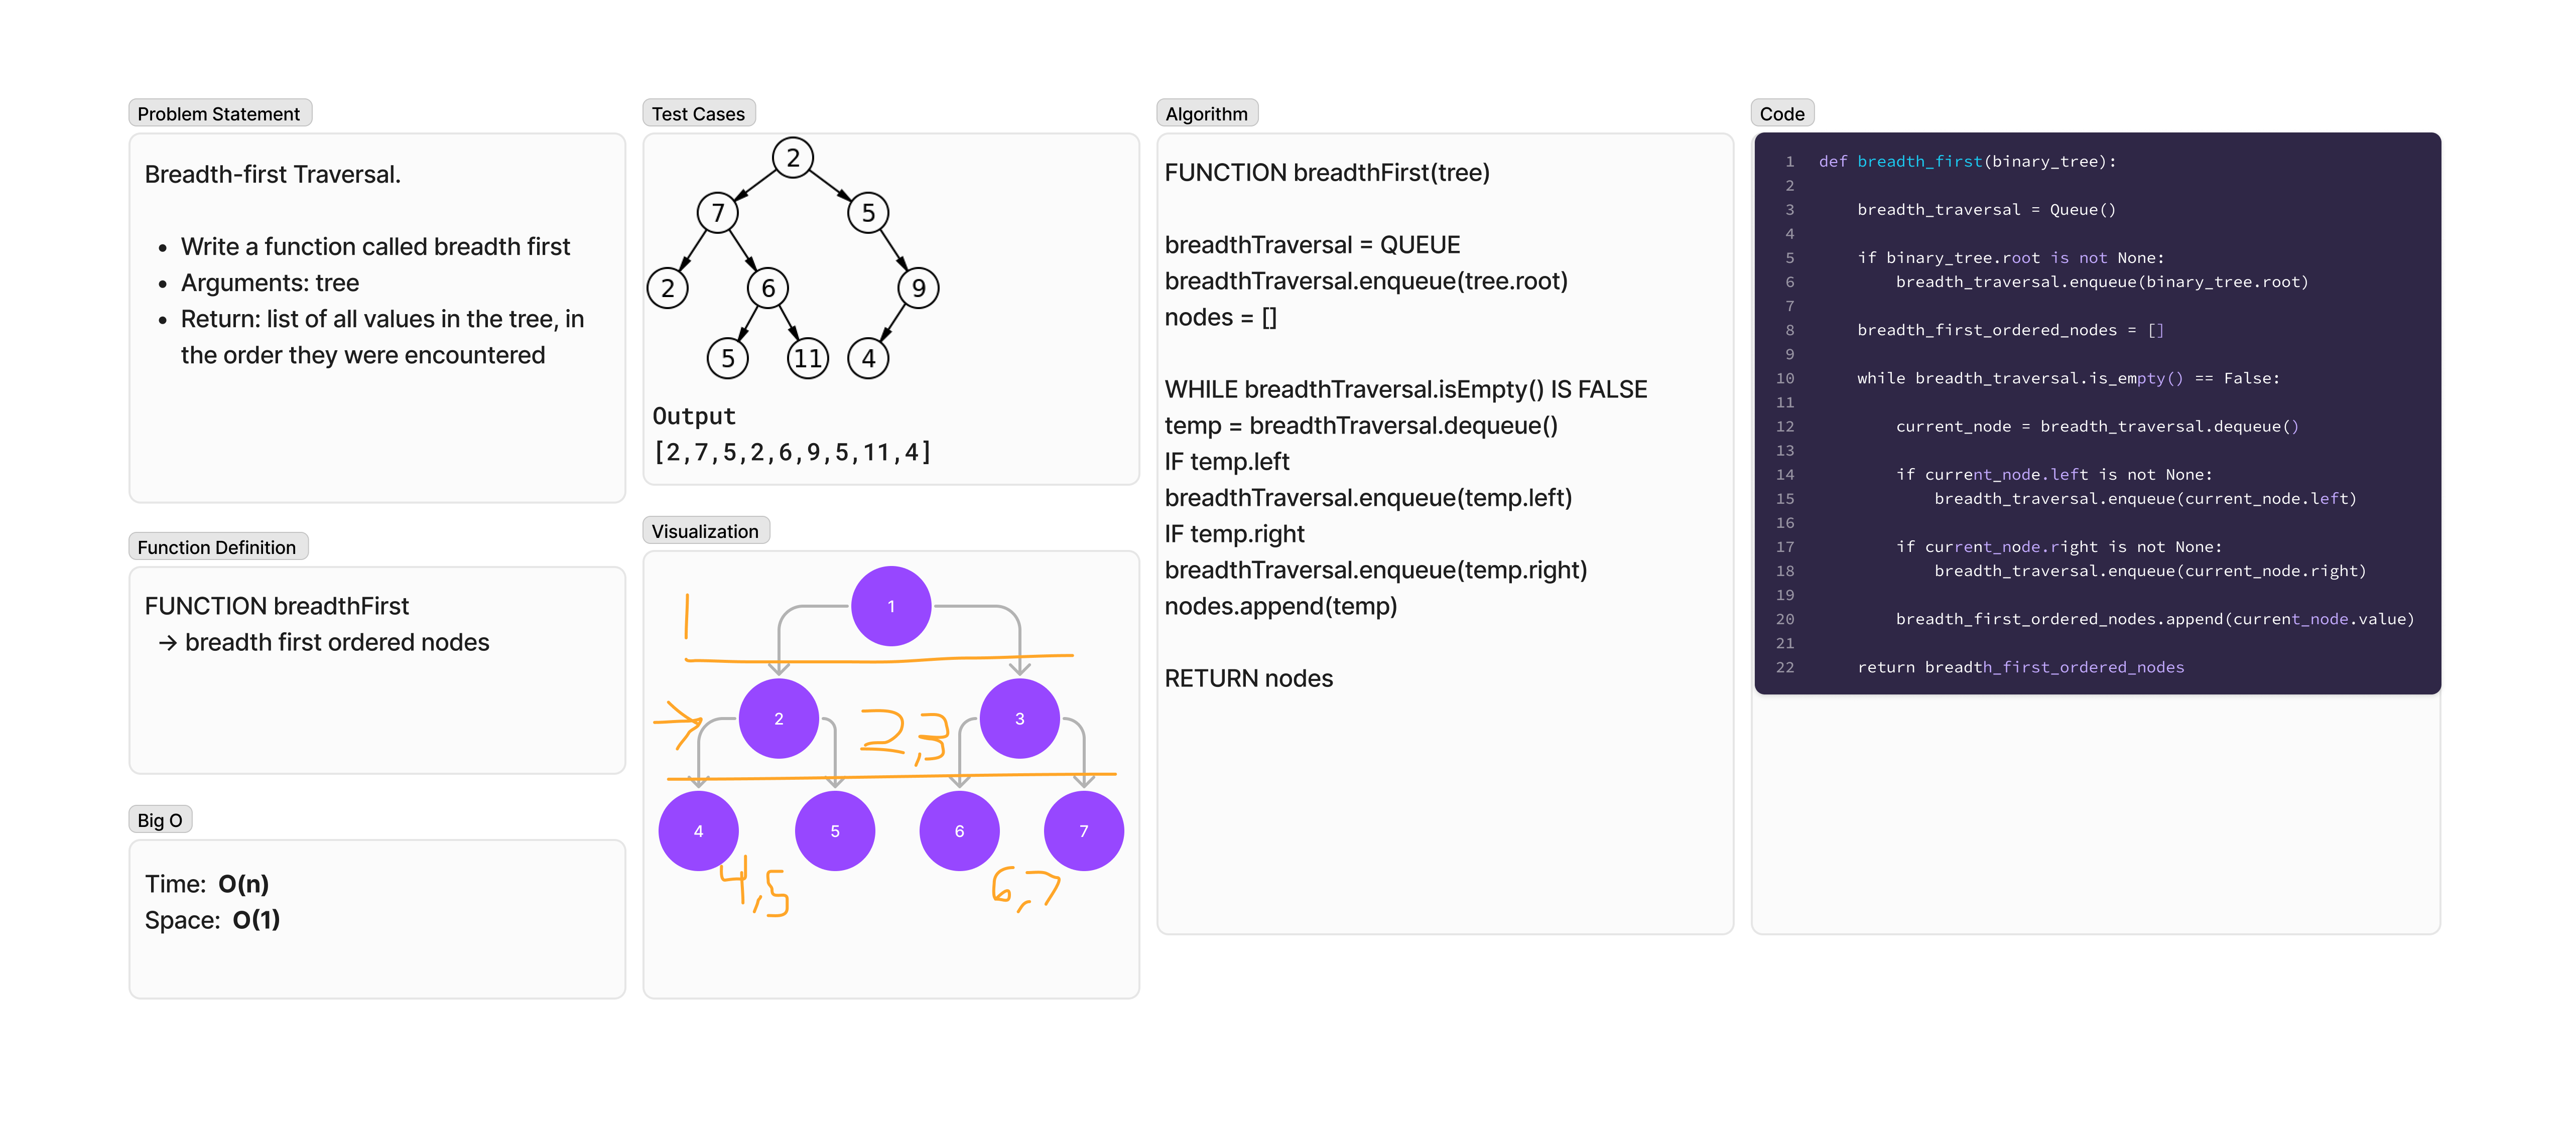 Problem Statement
Breadth-first Traversal.
• Write a function called breadth first
• Arguments: tree
• Return: list of all values in the tree, in
the order they were encountered
Function Definition
FUNCTION breadthFirst
→ breadth first ordered nodes
Big O
Time: O(n)
Space: O(1)
Test Cases
2
7 5
2 6 9
5 11 4
Output
[2,7,5,2,6,9,5,11,4]
Visualization
1
1
2 2,3 3
4 5 6 7
4,5 6,7
Algorithm
FUNCTION breadthFirst(tree)
breadthTraversal = QUEUE
breadthTraversal.enqueue(tree.root)
nodes = []
WHILE breadthTraversal.isEmpty() IS FALSE
temp = breadthTraversal.dequeue()
IF temp.left
breadthTraversal.enqueue(temp.left)
IF temp.right
breadthTraversal.enqueue(temp.right)
nodes.append(temp)
RETURN nodes
Code
1 def breadth_first(binary_tree):
2
3 breadth_traversal = Queue()
4
5 if binary_tree.root is not None:
6 breadth_traversal.enqueue(binary_tree.root)
7
8 breadth_first_ordered_nodes = []
9
10 while breadth_traversal.is_empty() == False:
11
12 current_node = breadth_traversal.dequeue()
13
14 if current_node.left is not None:
15 breadth_traversal.enqueue(current_node.left)
16
17 if current_node.right is not None:
18 breadth_traversal.enqueue(current_node.right)
19
20 breadth_first_ordered_nodes.append(current_node.value)
21
22 return breadth_first_ordered_nodes